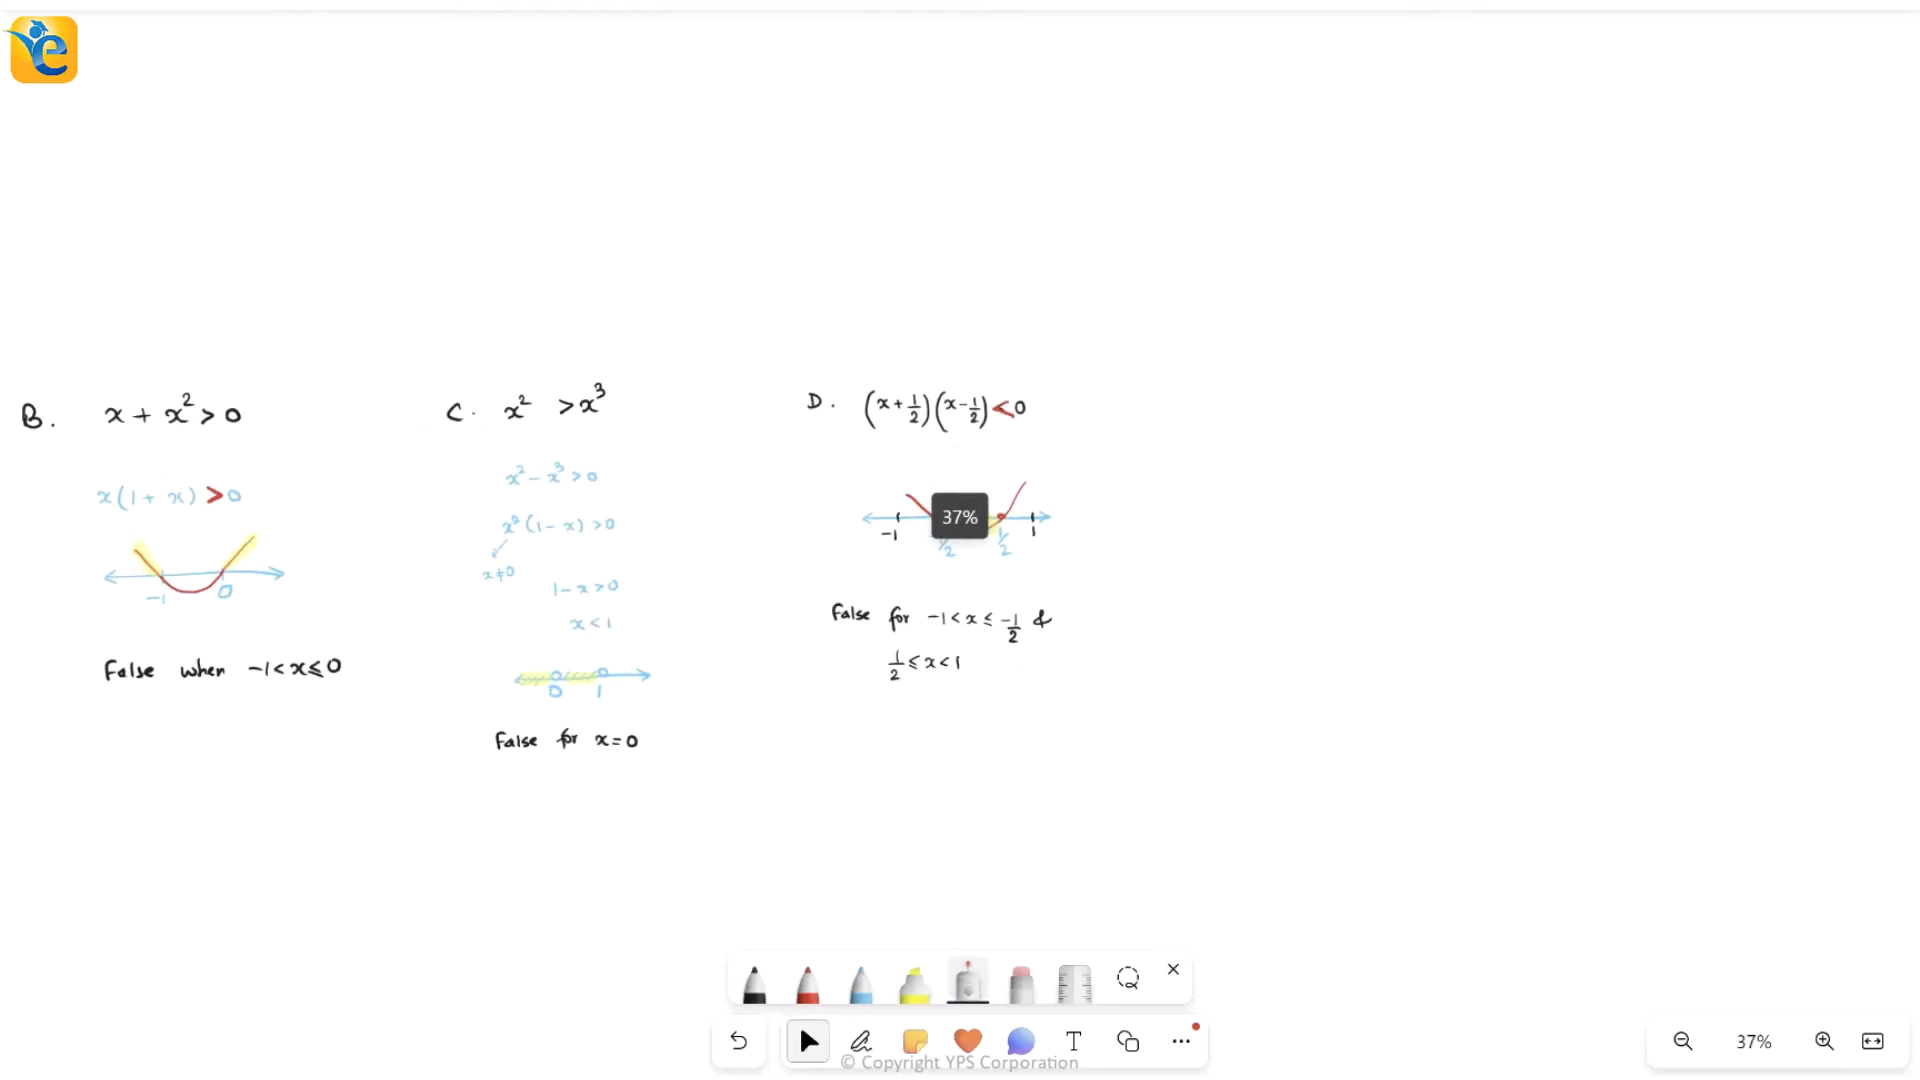 e
B. x + x² > 0
x(1 + x) > 0
-1 0
False when -1 < x ≤ 0
C. x² > x³
x² - x³ > 0
x²(1 - x) > 0
x ≠ 0
1 - x > 0
x < 1
0 1
False for x = 0
D. (x + 1/2)(x - 1/2) < 0
37%
-1 1/2 1
False for -1 < x ≤ -1/2 &
1/2 ≤ x < 1
T
37%
© Copyright YPS Corporation